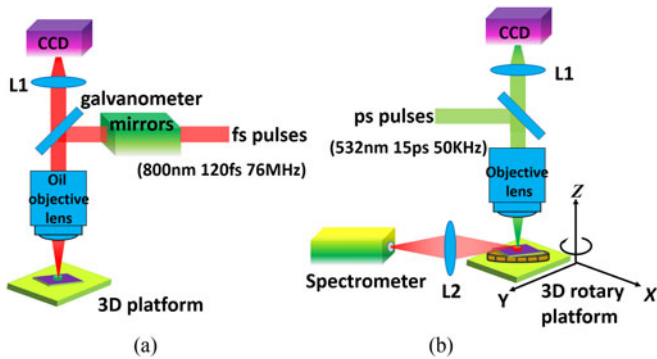 CCD
L1
galvanometer
mirrors
fs pulses
(800nm 120fs 76MHz)
Oil
objective
lens
3D platform
(a)
CCD
L1
ps pulses
(532nm 15ps 50KHz)
Objective
lens
Z
Spectrometer
L2
Y
3D rotary
platform
X
(b)